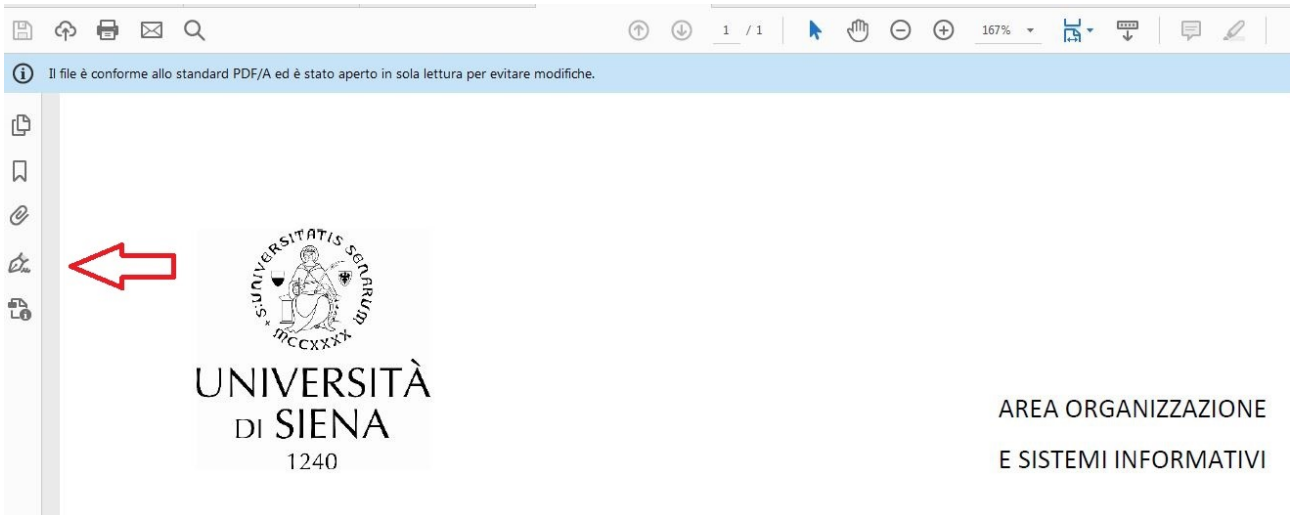 1 / 1
167%
Il file è conforme allo standard PDF/A ed è stato aperto in sola lettura per evitare modifiche.
S:UNIVERSITATIS SENARUM
MCCXXXX
UNIVERSITÀ
DI SIENA
1240
AREA ORGANIZZAZIONE
E SISTEMI INFORMATIVI